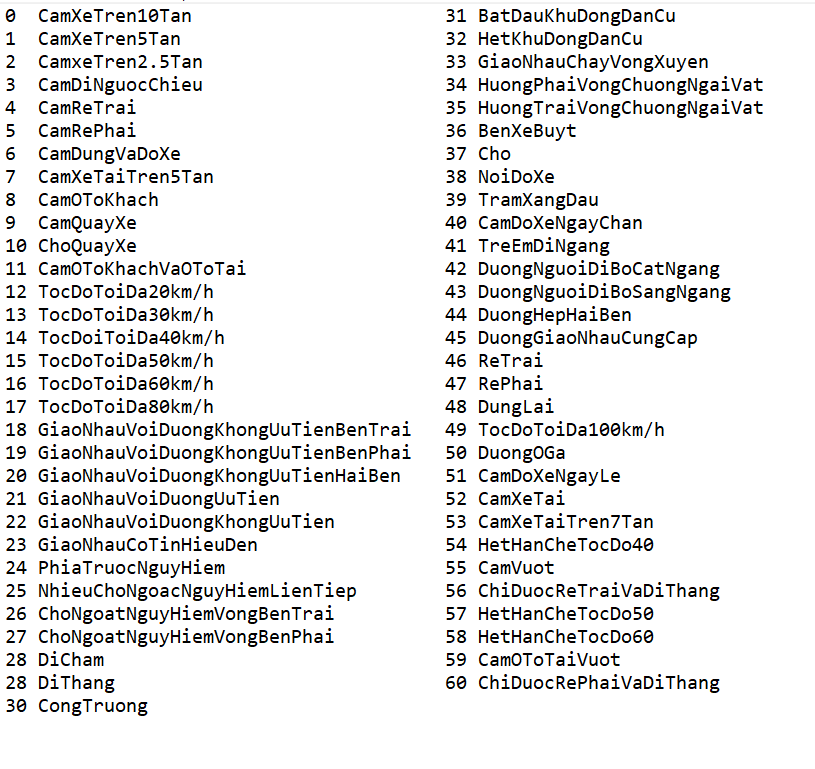 0 CamXeTren10Tan
1 CamxeTren5Tan
2 CamxeTren2.5Tan
3 CamDiNguocChieu
4 CamReTrai
5 CamRePhai
6 CamDungVaDoXe
7 CamXeTaiTren5Tan
8 CamOToKhach
9 CamQuayXe
10 ChoQuayXe
11 CamOToKhachVaOToTai
12 TocDoToiDa20km/h
13 TocDoToiDa30km/h
14 TocDoiToiDa40km/h
15 TocDoToiDa50km/h
16 TocDoToiDa60km/h
17 TocDoToiDa80km/h
18 GiaoNhauVoiDuongKhongUuTienBenTrai
19 GiaoNhauVoiDuongKhongUuTienBenPhai
20 GiaoNhauVoiDuongKhongUuTienHaiBen
21 GiaoNhauVoiDuongUuTien
22 GiaoNhauVoiDuongKhongUuTien
23 GiaoNhauCoTinHieuDen
24 PhiaTruocNguyHiem
25 NhieuChoNgoacNguyHiemLienTiep
26 ChoNgoatNguyHiemVongBenTrai
27 ChoNgoatNguyHiemVongBenPhai
28 DiCham
28 DiThang
30 CongTruong
31 BatDauKhuDongDanCu
32 HetKhuDongDanCu
33 GiaoNhauChayVongXuyen
34 HuongPhaiVongChuongNgaiVat
35 HuongTraiVongChuongNgaiVat
36 BenXeBuyt
37 Cho
38 NoiDoXe
39 TramXangDau
40 CamDoXeNgayChan
41 TreEmDiNgang
42 DuongNguoiDiBoCatNgang
43 DuongNguoiDiBoSangNgang
44 DuongHepHaiBen
45 DuongGiaoNhauCungCap
46 ReTrai
47 RePhai
48 DungLai
49 TocDoToiDa100km/h
50 DuongOGa
51 CamDoXeNgayLe
52 CamXeTai
53 CamXeTaiTren7Tan
54 HetHanCheTocDo40
55 CamVuot
56 ChiDuocReTraiVaDiThang
57 HetHanCheTocDo50
58 HetHanCheTocDo60
59 CamOToTaiVuot
60 ChiDuocRePhaiVaDiThang